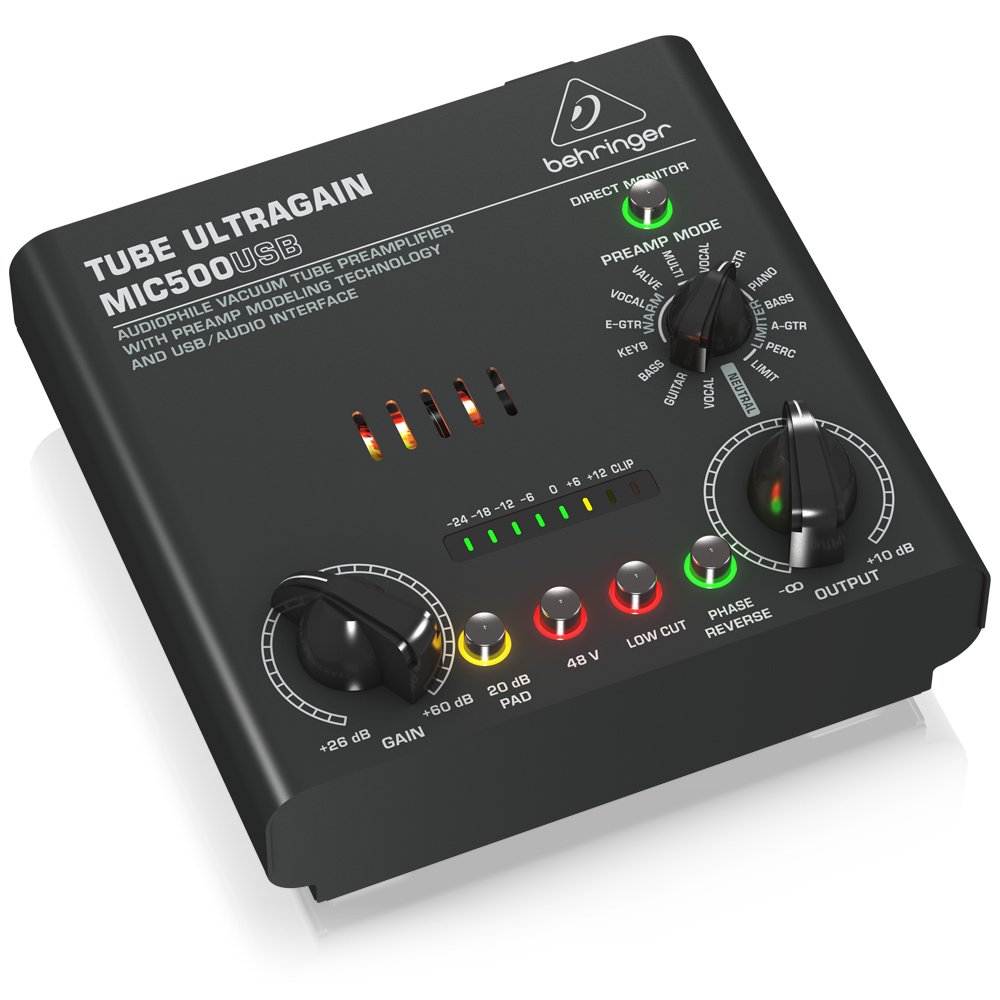 behringer
TUBE ULTRAGAIN
MIC500USB
AUDIOPHILE VACUUM TUBE PREAMPLIFIER
WITH PREAMP MODELING TECHNOLOGY
AND USB/AUDIO INTERFACE
DIRECT MONITOR
PREAMP MODE
VALVE
MULTI
VOCAL
PIANO
BASS
A-GTR
PERC
LIMIT
LIMITER
NEUTRAL
VOCAL
GUITAR
BASS
KEYB
E-GTR
VOCAL
WARM
-24 -18 -12 -6 0 +6 +12 CLIP
+26 dB
GAIN
+60 dB
20 dB
PAD
48 V
LOW CUT
PHASE
REVERSE
-∞
OUTPUT
+10 dB